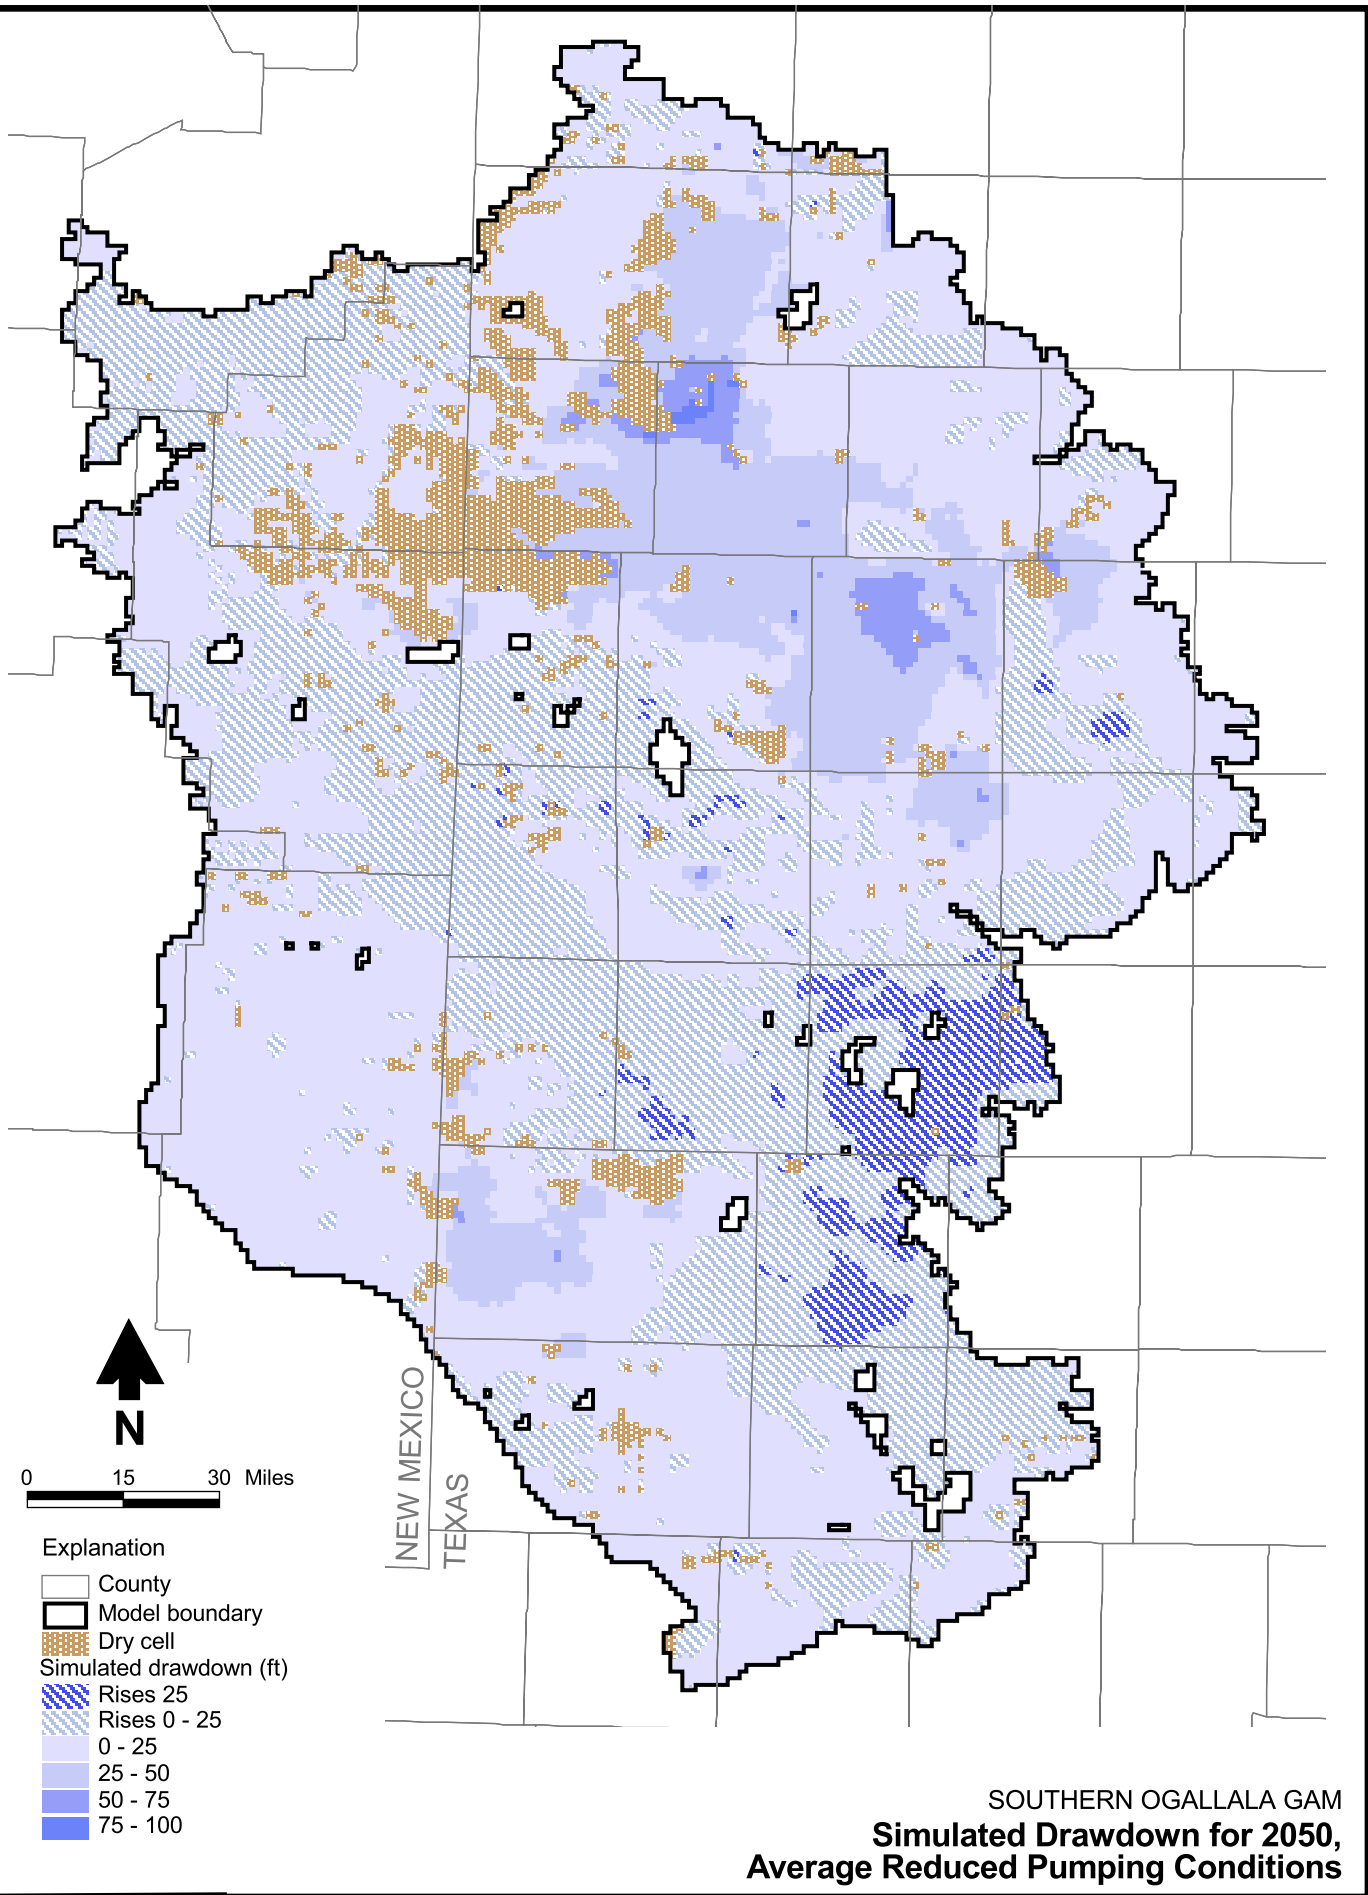 N
0 15 30 Miles
NEW MEXICO
TEXAS
Explanation
County
Model boundary
Dry cell
Simulated drawdown (ft)
Rises 25
Rises 0 - 25
0 - 25
25 - 50
50 - 75
75 - 100
SOUTHERN OGALLALA GAM
Simulated Drawdown for 2050,
Average Reduced Pumping Conditions